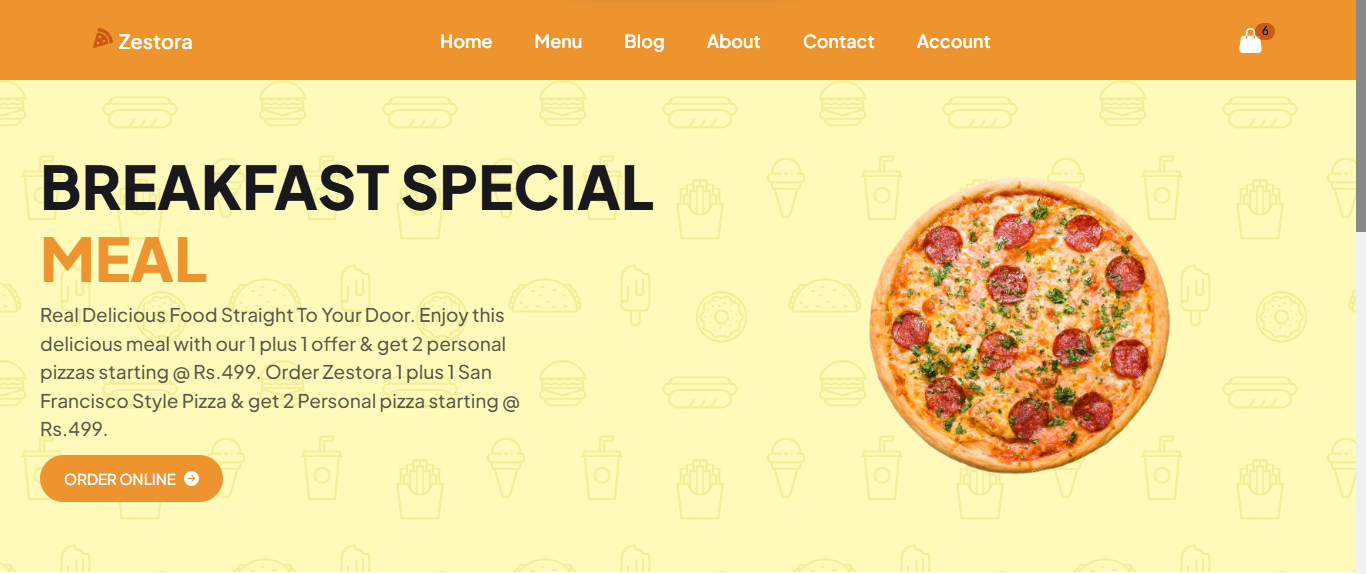 Zestora
Home Menu Blog About Contact Account
6
BREAKFAST SPECIAL
MEAL
Real Delicious Food Straight To Your Door. Enjoy this
delicious meal with our 1 plus 1 offer & get 2 personal
pizzas starting @ Rs.499. Order Zestora 1 plus 1 San
Francisco Style Pizza & get 2 Personal pizza starting @
Rs.499.
ORDER ONLINE